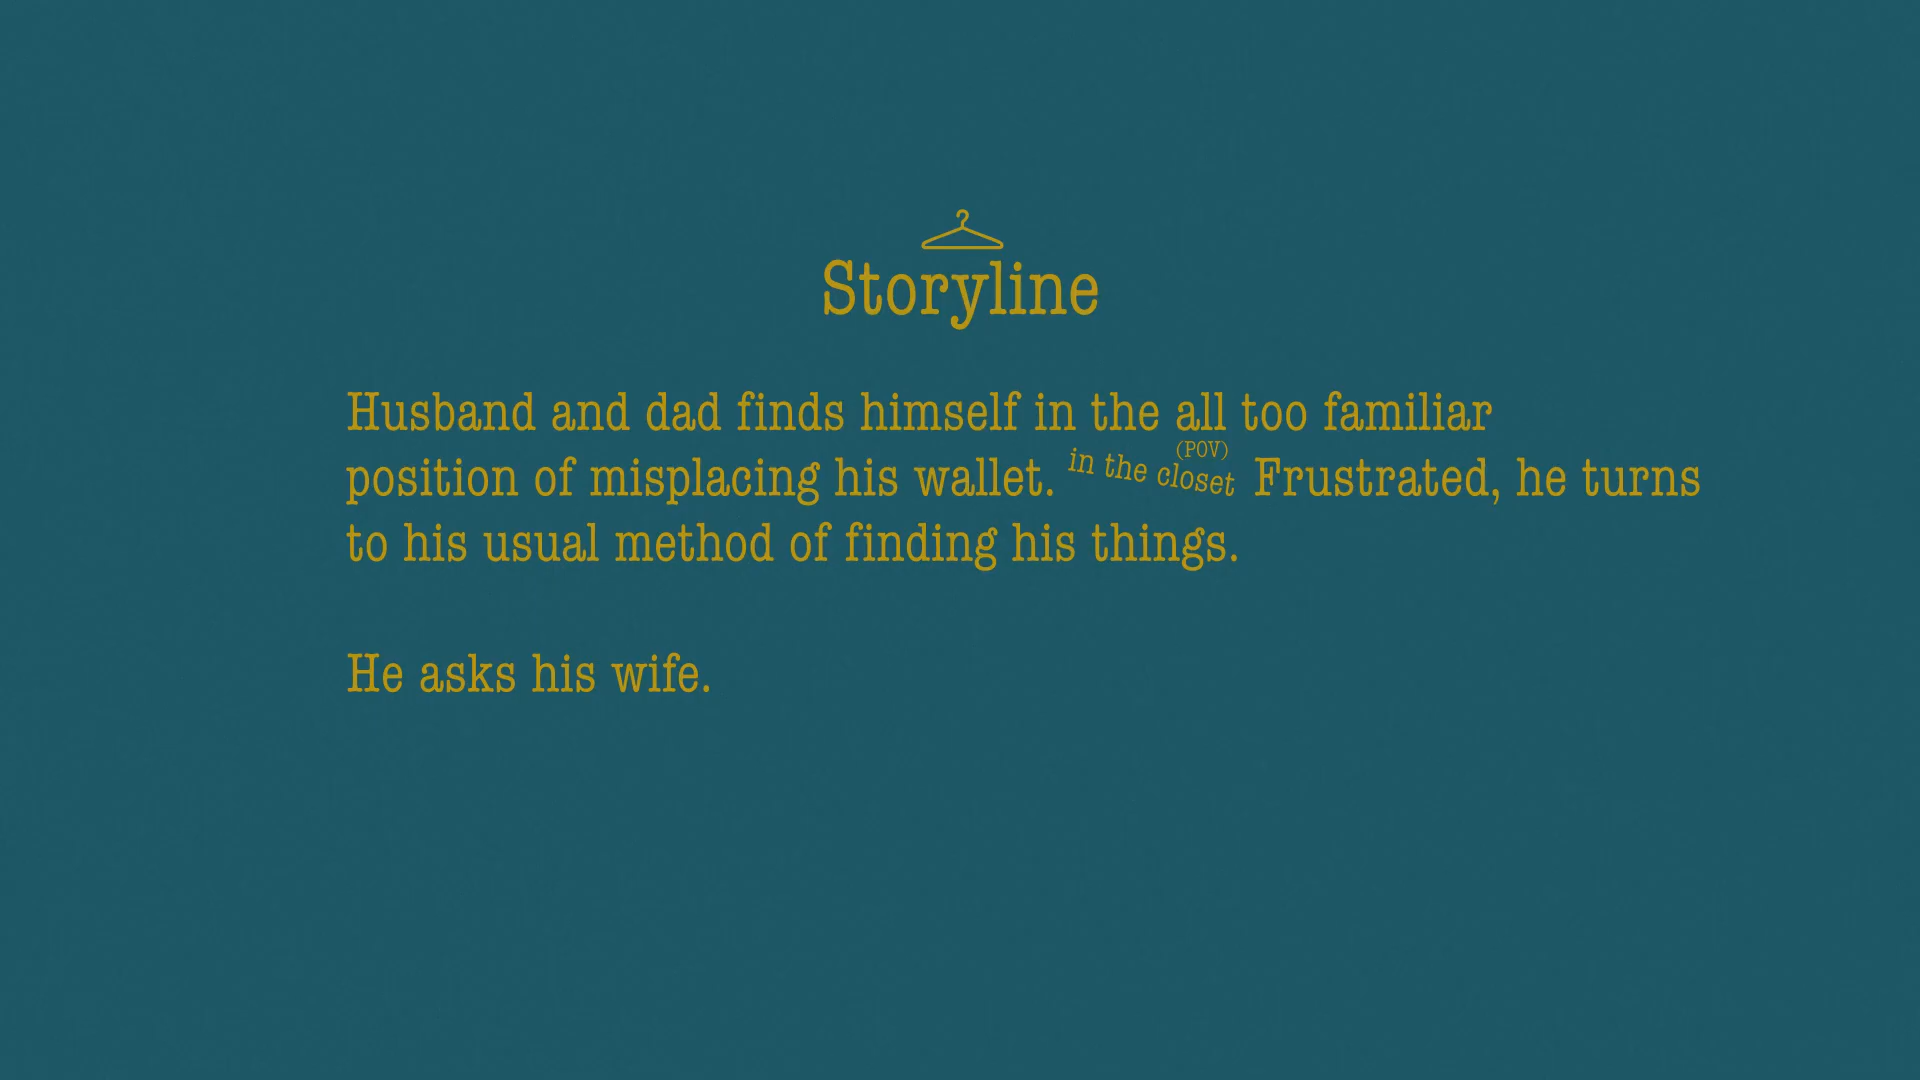 Storyline
Husband and dad finds himself in the all too familiar
(POV)
position of misplacing his wallet. in the closet Frustrated, he turns
to his usual method of finding his things.
He asks his wife.